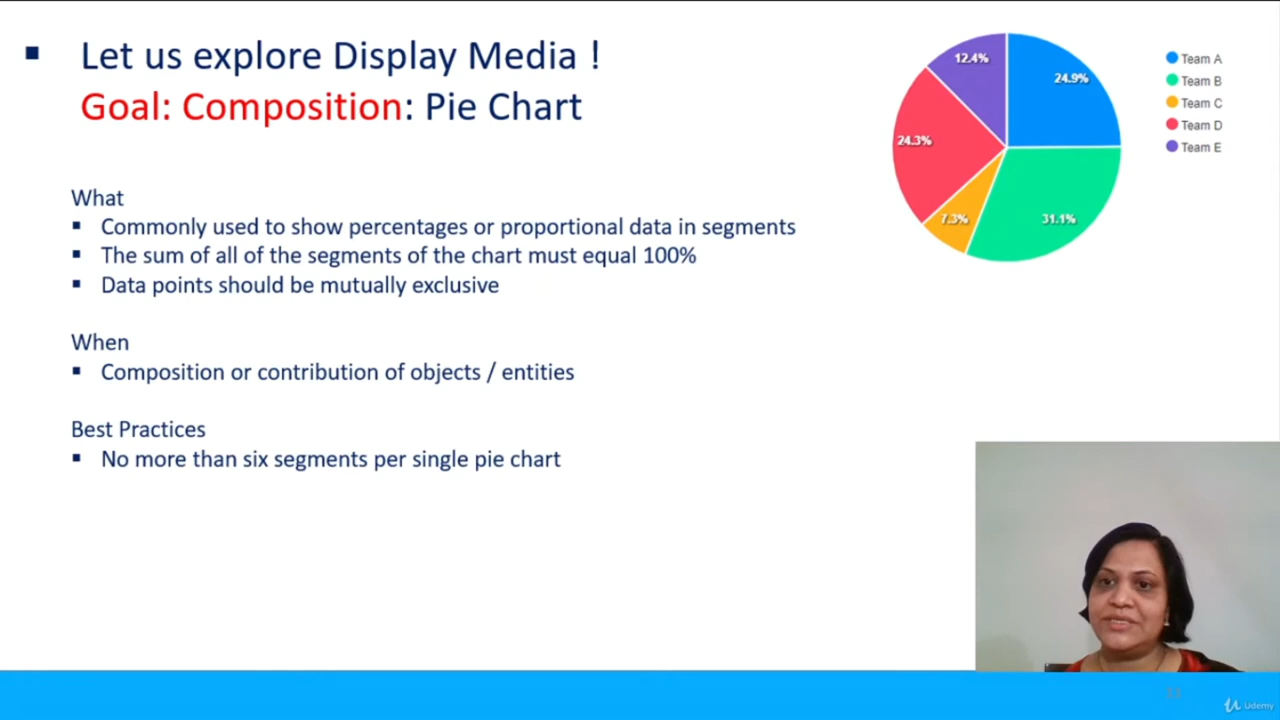 Let us explore Display Media !
Goal: Composition: Pie Chart
What
Commonly used to show percentages or proportional data in segments
The sum of all of the segments of the chart must equal 100%
Data points should be mutually exclusive
When
Composition or contribution of objects / entities
Best Practices
No more than six segments per single pie chart
12.4%
24.9%
24.3%
7.3%
31.1%
Team A
Team B
Team C
Team D
Team E
Udemy